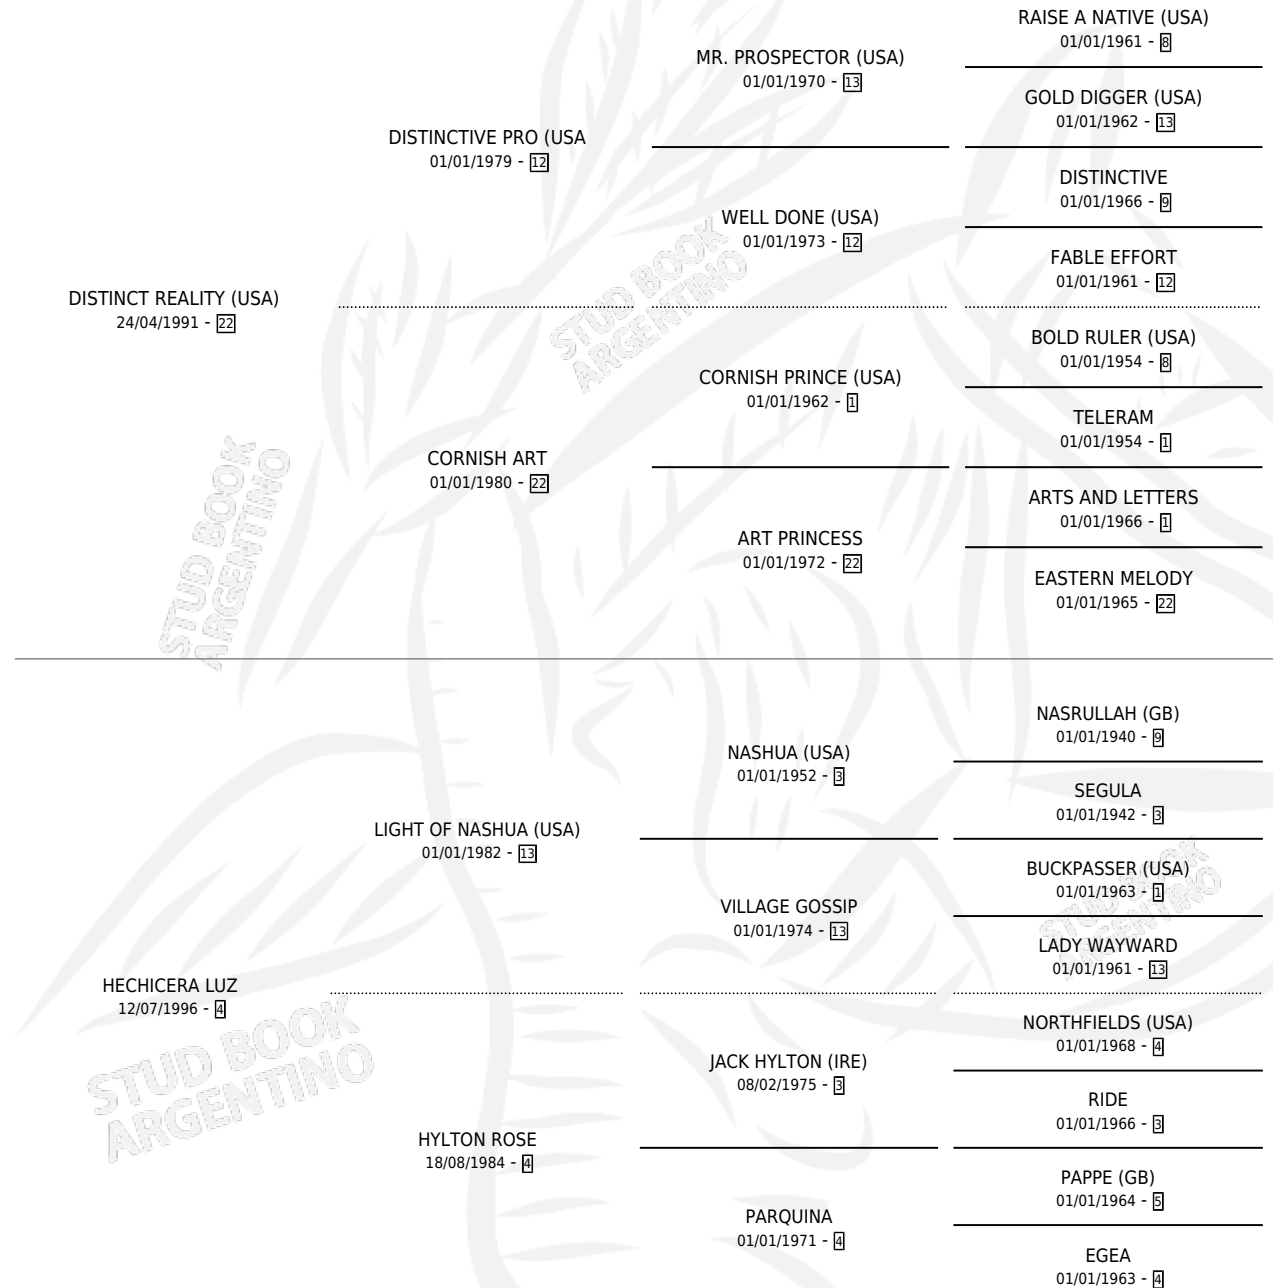 RAISE A NATIVE (USA)
01/01/1961 - 8
MR. PROSPECTOR (USA)
01/01/1970 - 13
GOLD DIGGER (USA)
01/01/1962 - 13
DISTINCTIVE PRO (USA
01/01/1979 - 12
DISTINCTIVE
01/01/1966 - 9
WELL DONE (USA)
01/01/1973 - 12
FABLE EFFORT
01/01/1961 - 12
DISTINCT REALITY (USA)
24/04/1991 - 22
BOLD RULER (USA)
01/01/1954 - 8
CORNISH PRINCE (USA)
01/01/1962 - 1
TELERAM
01/01/1954 - 1
CORNISH ART
01/01/1980 - 22
ARTS AND LETTERS
01/01/1966 - 1
ART PRINCESS
01/01/1972 - 22
EASTERN MELODY
01/01/1965 - 22
STUD BOOK
ARGENTINO
STUD BOOK
ARGENTINO
NASRULLAH (GB)
01/01/1940 - 9
NASHUA (USA)
01/01/1952 - 3
SEGULA
01/01/1942 - 3
LIGHT OF NASHUA (USA)
01/01/1982 - 13
BUCKPASSER (USA)
01/01/1963 - 1
VILLAGE GOSSIP
01/01/1974 - 13
LADY WAYWARD
01/01/1961 - 13
STUD BOOK
ARGENTINO
HECHICERA LUZ
12/07/1996 - 4
NORTHFIELDS (USA)
01/01/1968 - 4
JACK HYLTON (IRE)
08/02/1975 - 3
RIDE
01/01/1966 - 3
STUD BOOK
ARGENTINO
HYLTON ROSE
18/08/1984 - 4
PAPPE (GB)
01/01/1964 - 5
PARQUINA
01/01/1971 - 4
EGEA
01/01/1963 - 4